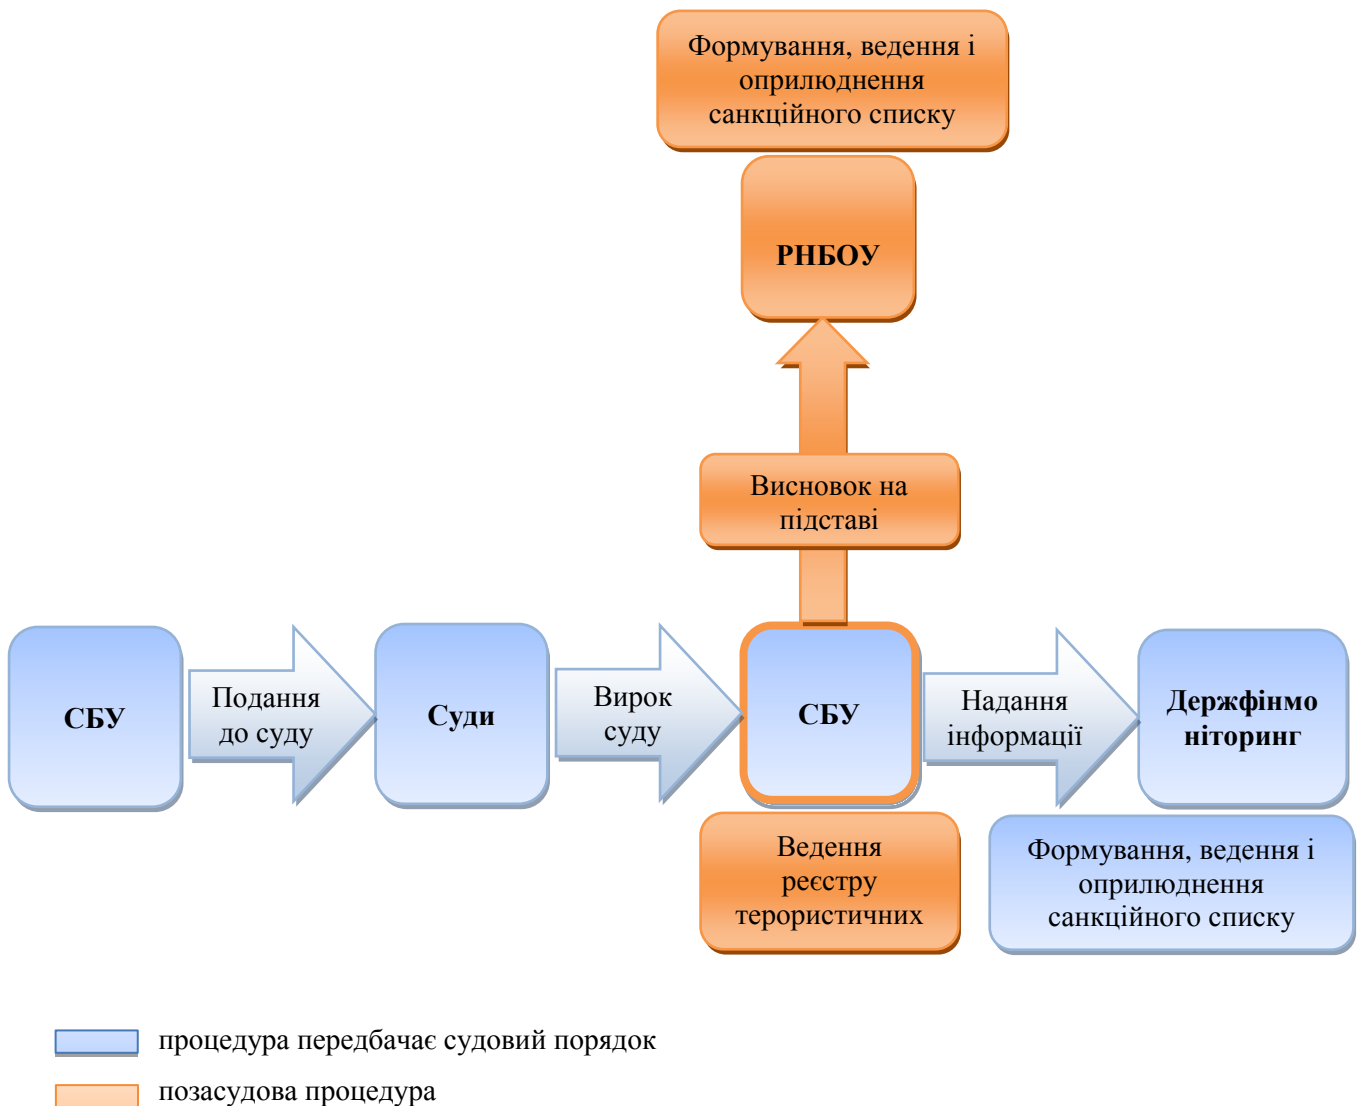 Формування, ведення і
оприлюднення
санкційного списку
РНБОУ
Висновок на
підставі
СБУ
Подання
до суду
Суди
Вирок
суду
СБУ
Надання
інформації
Держфінмо
ніторинг
Ведення
реєстру
терористичних
Формування, ведення і
оприлюднення
санкційного списку
процедура передбачає судовий порядок
позасудова процедура